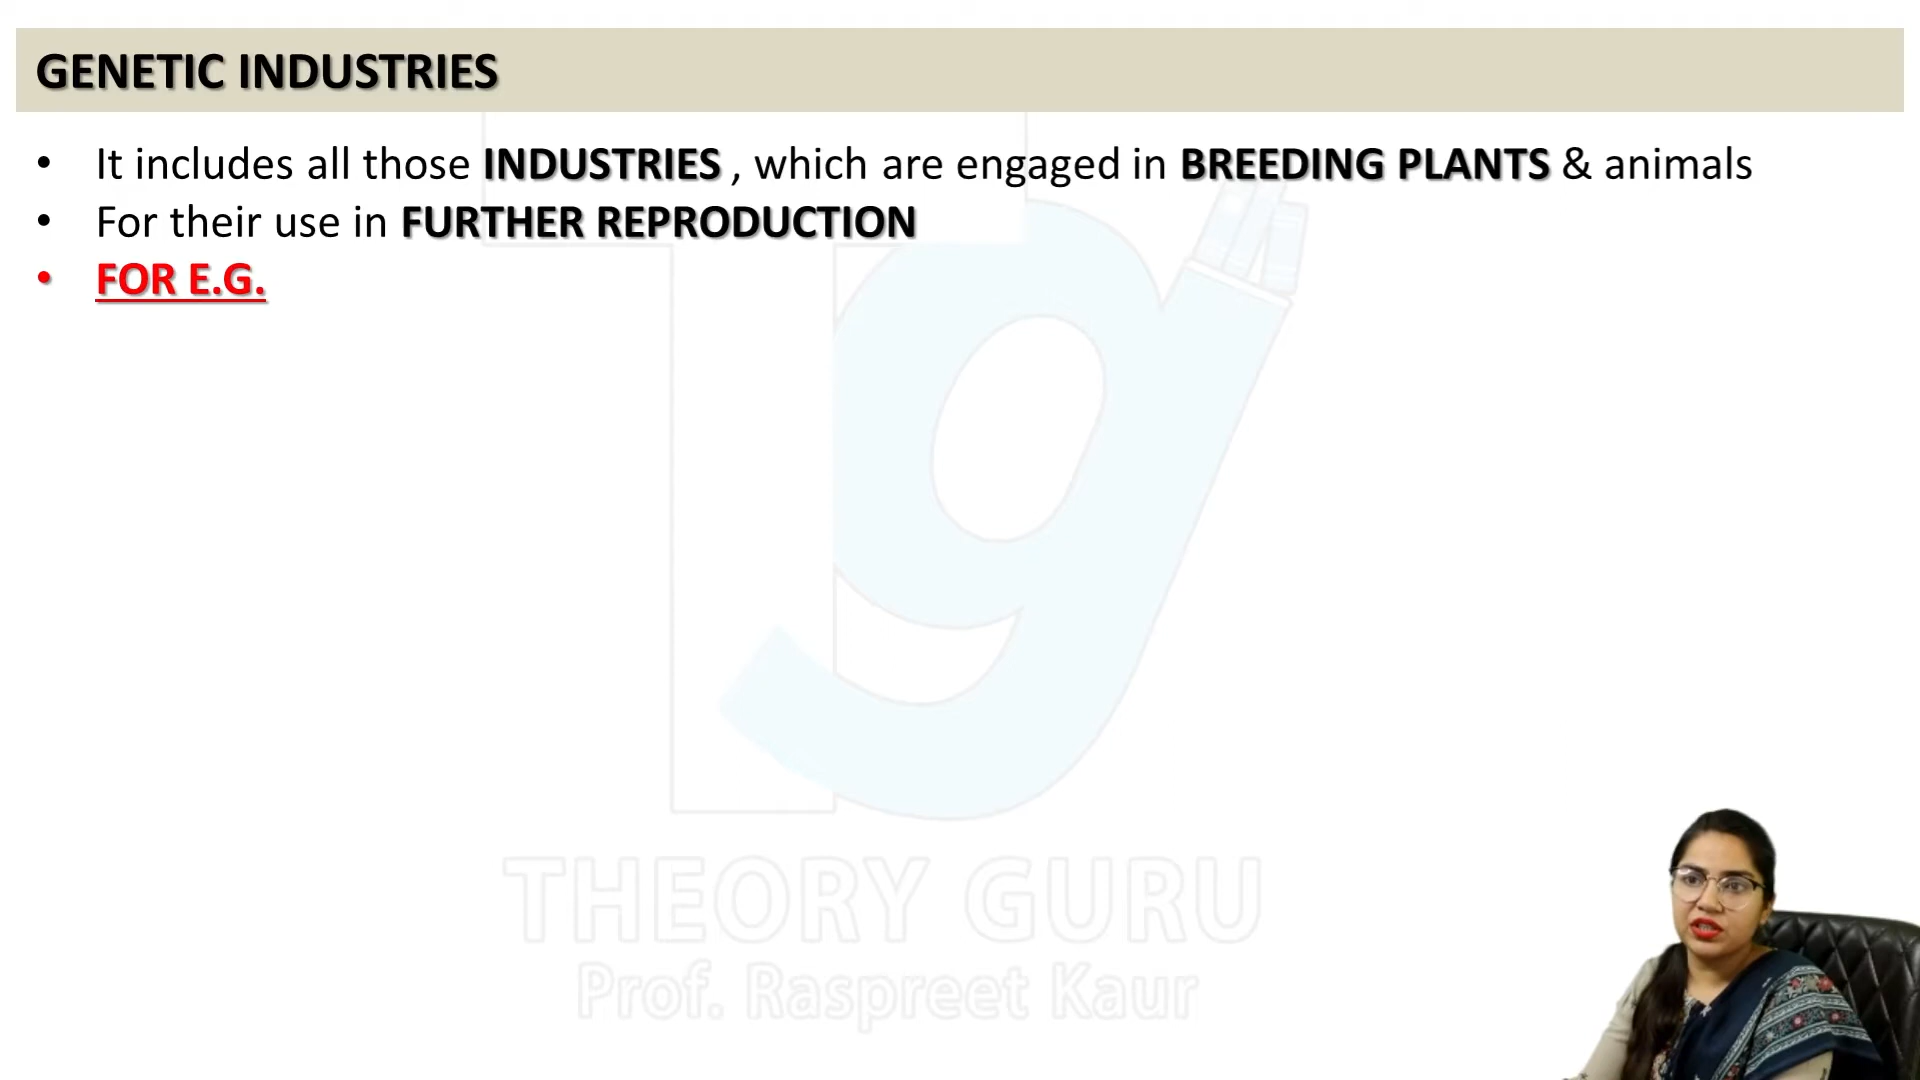 GENETIC INDUSTRIES
• It includes all those INDUSTRIES , which are engaged in BREEDING PLANTS & animals
• For their use in FURTHER REPRODUCTION
• FOR E.G.
Tg
THEORY GURU
Prof. Raspreet Kaur